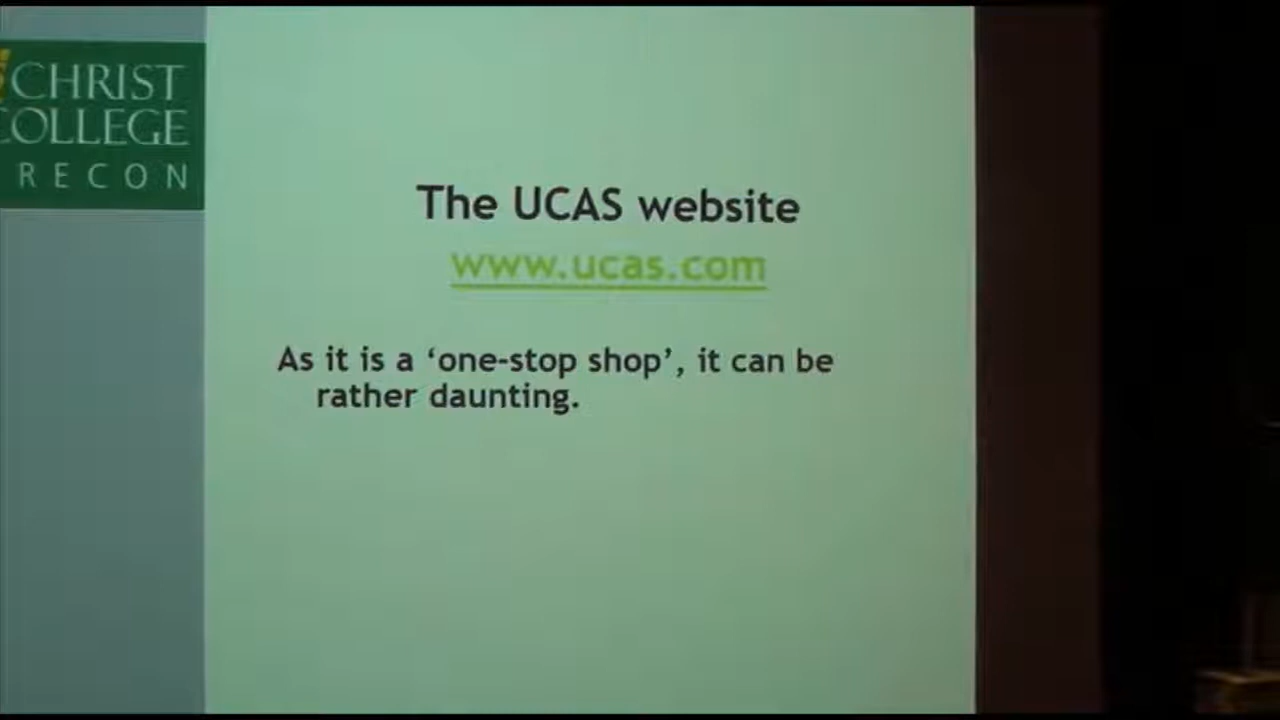 CHRIST
COLLEGE
RECON
The UCAS website
www.ucas.com
As it is a ‘one-stop shop’, it can be
rather daunting.